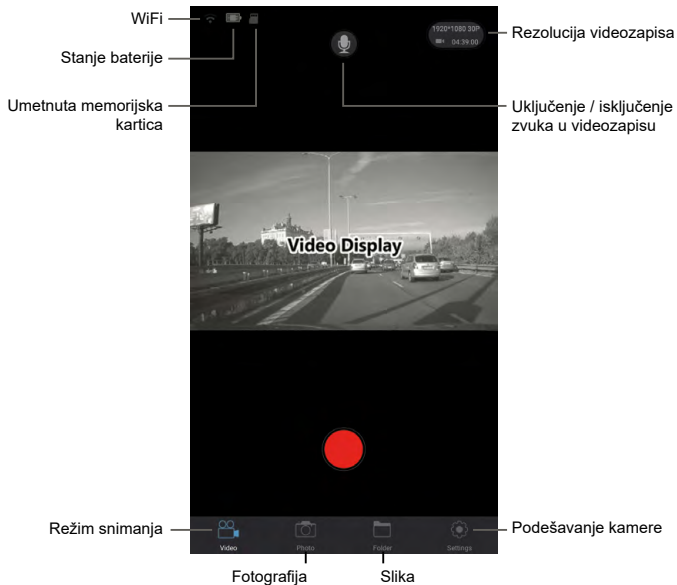 WiFi
Stanje baterije
Umetnuta memorijska
kartica
1920*1080 30P
04:39:00
Rezolucija videozapisa
Uključenje / isključenje
zvuka u videozapisu
Video Display
Režim snimanja
Video
Photo
Folder
Settings
Podešavanje kamere
Fotografija
Slika